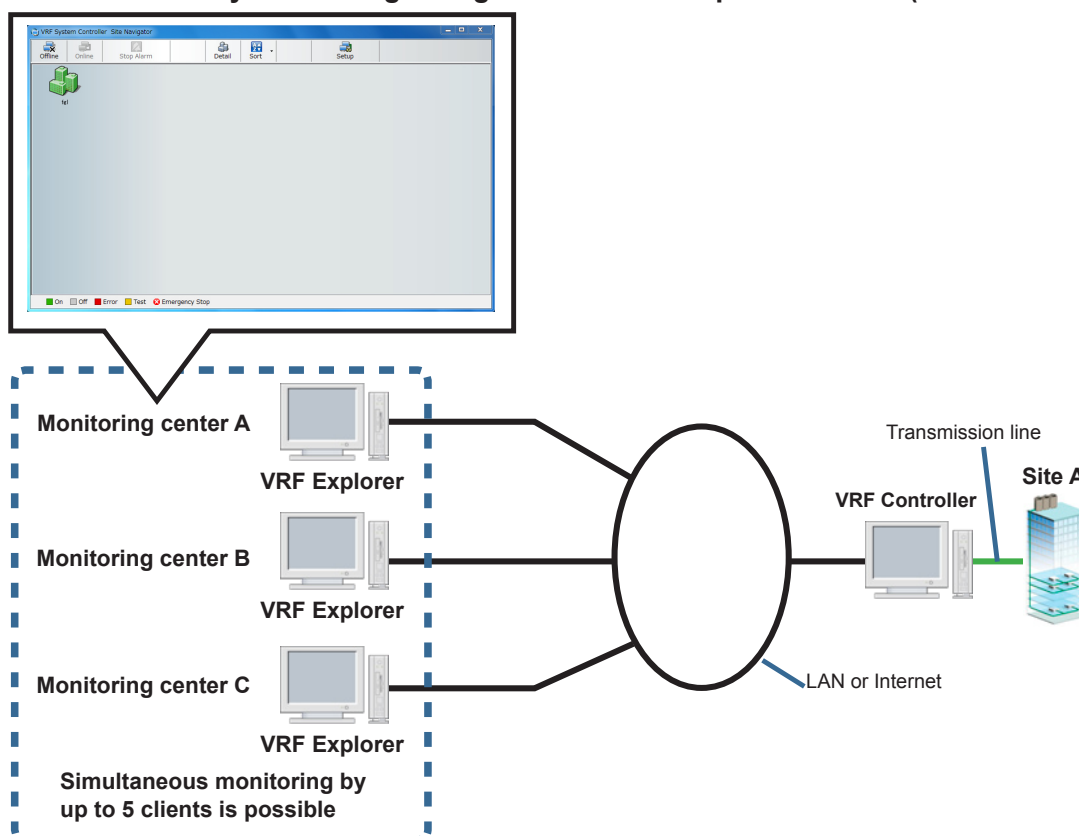 VRF System Controller Site Navigator
Offline Online Stop Alarm Detail Sort Setup
On Off Error Test Emergency Stop
Monitoring center A
VRF Explorer
Monitoring center B
VRF Explorer
Monitoring center C
VRF Explorer
Simultaneous monitoring by
up to 5 clients is possible
Transmission line
Site A
VRF Controller
LAN or Internet